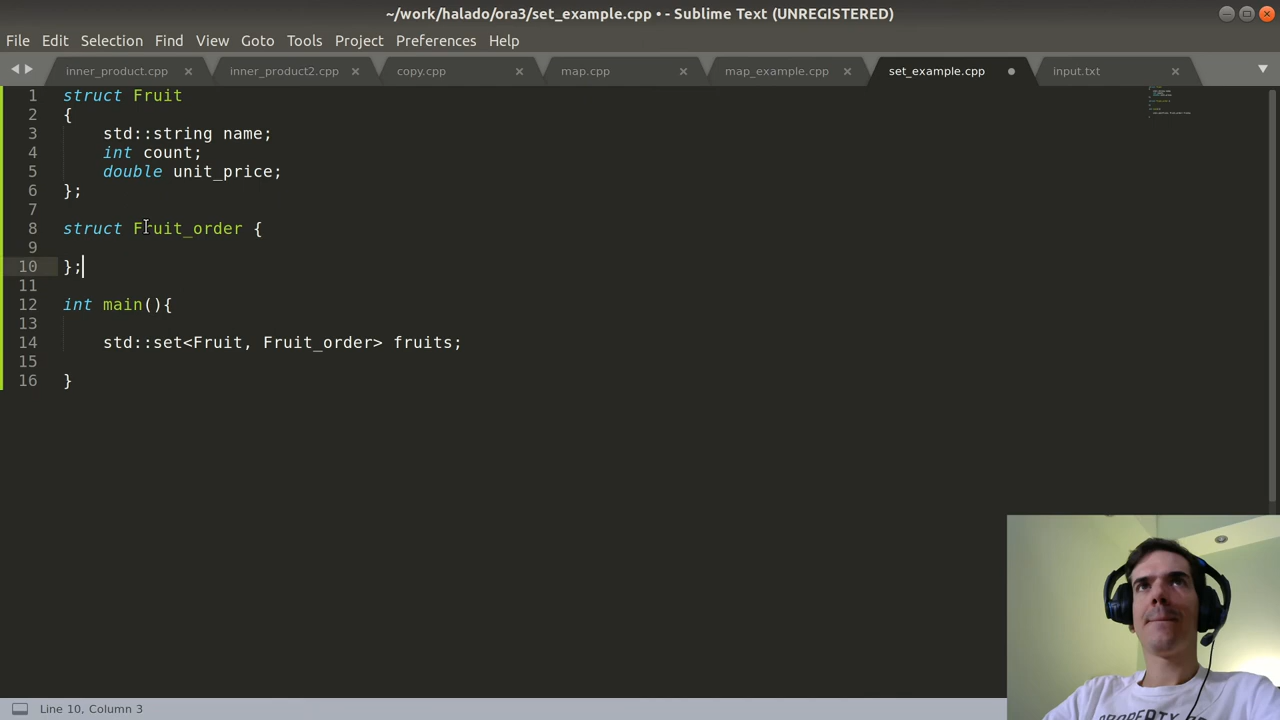 ~/work/halado/ora3/set_example.cpp • - Sublime Text (UNREGISTERED)
File Edit Selection Find View Goto Tools Project Preferences Help
inner_product.cpp inner_product2.cpp copy.cpp map.cpp map_example.cpp set_example.cpp input.txt
1 struct Fruit
2 {
3     std::string name;
4     int count;
5     double unit_price;
6 };
7
8 struct Fruit_order {
9
10 };
11
12 int main(){
13
14     std::set<Fruit, Fruit_order> fruits;
15
16 }
Line 10, Column 3